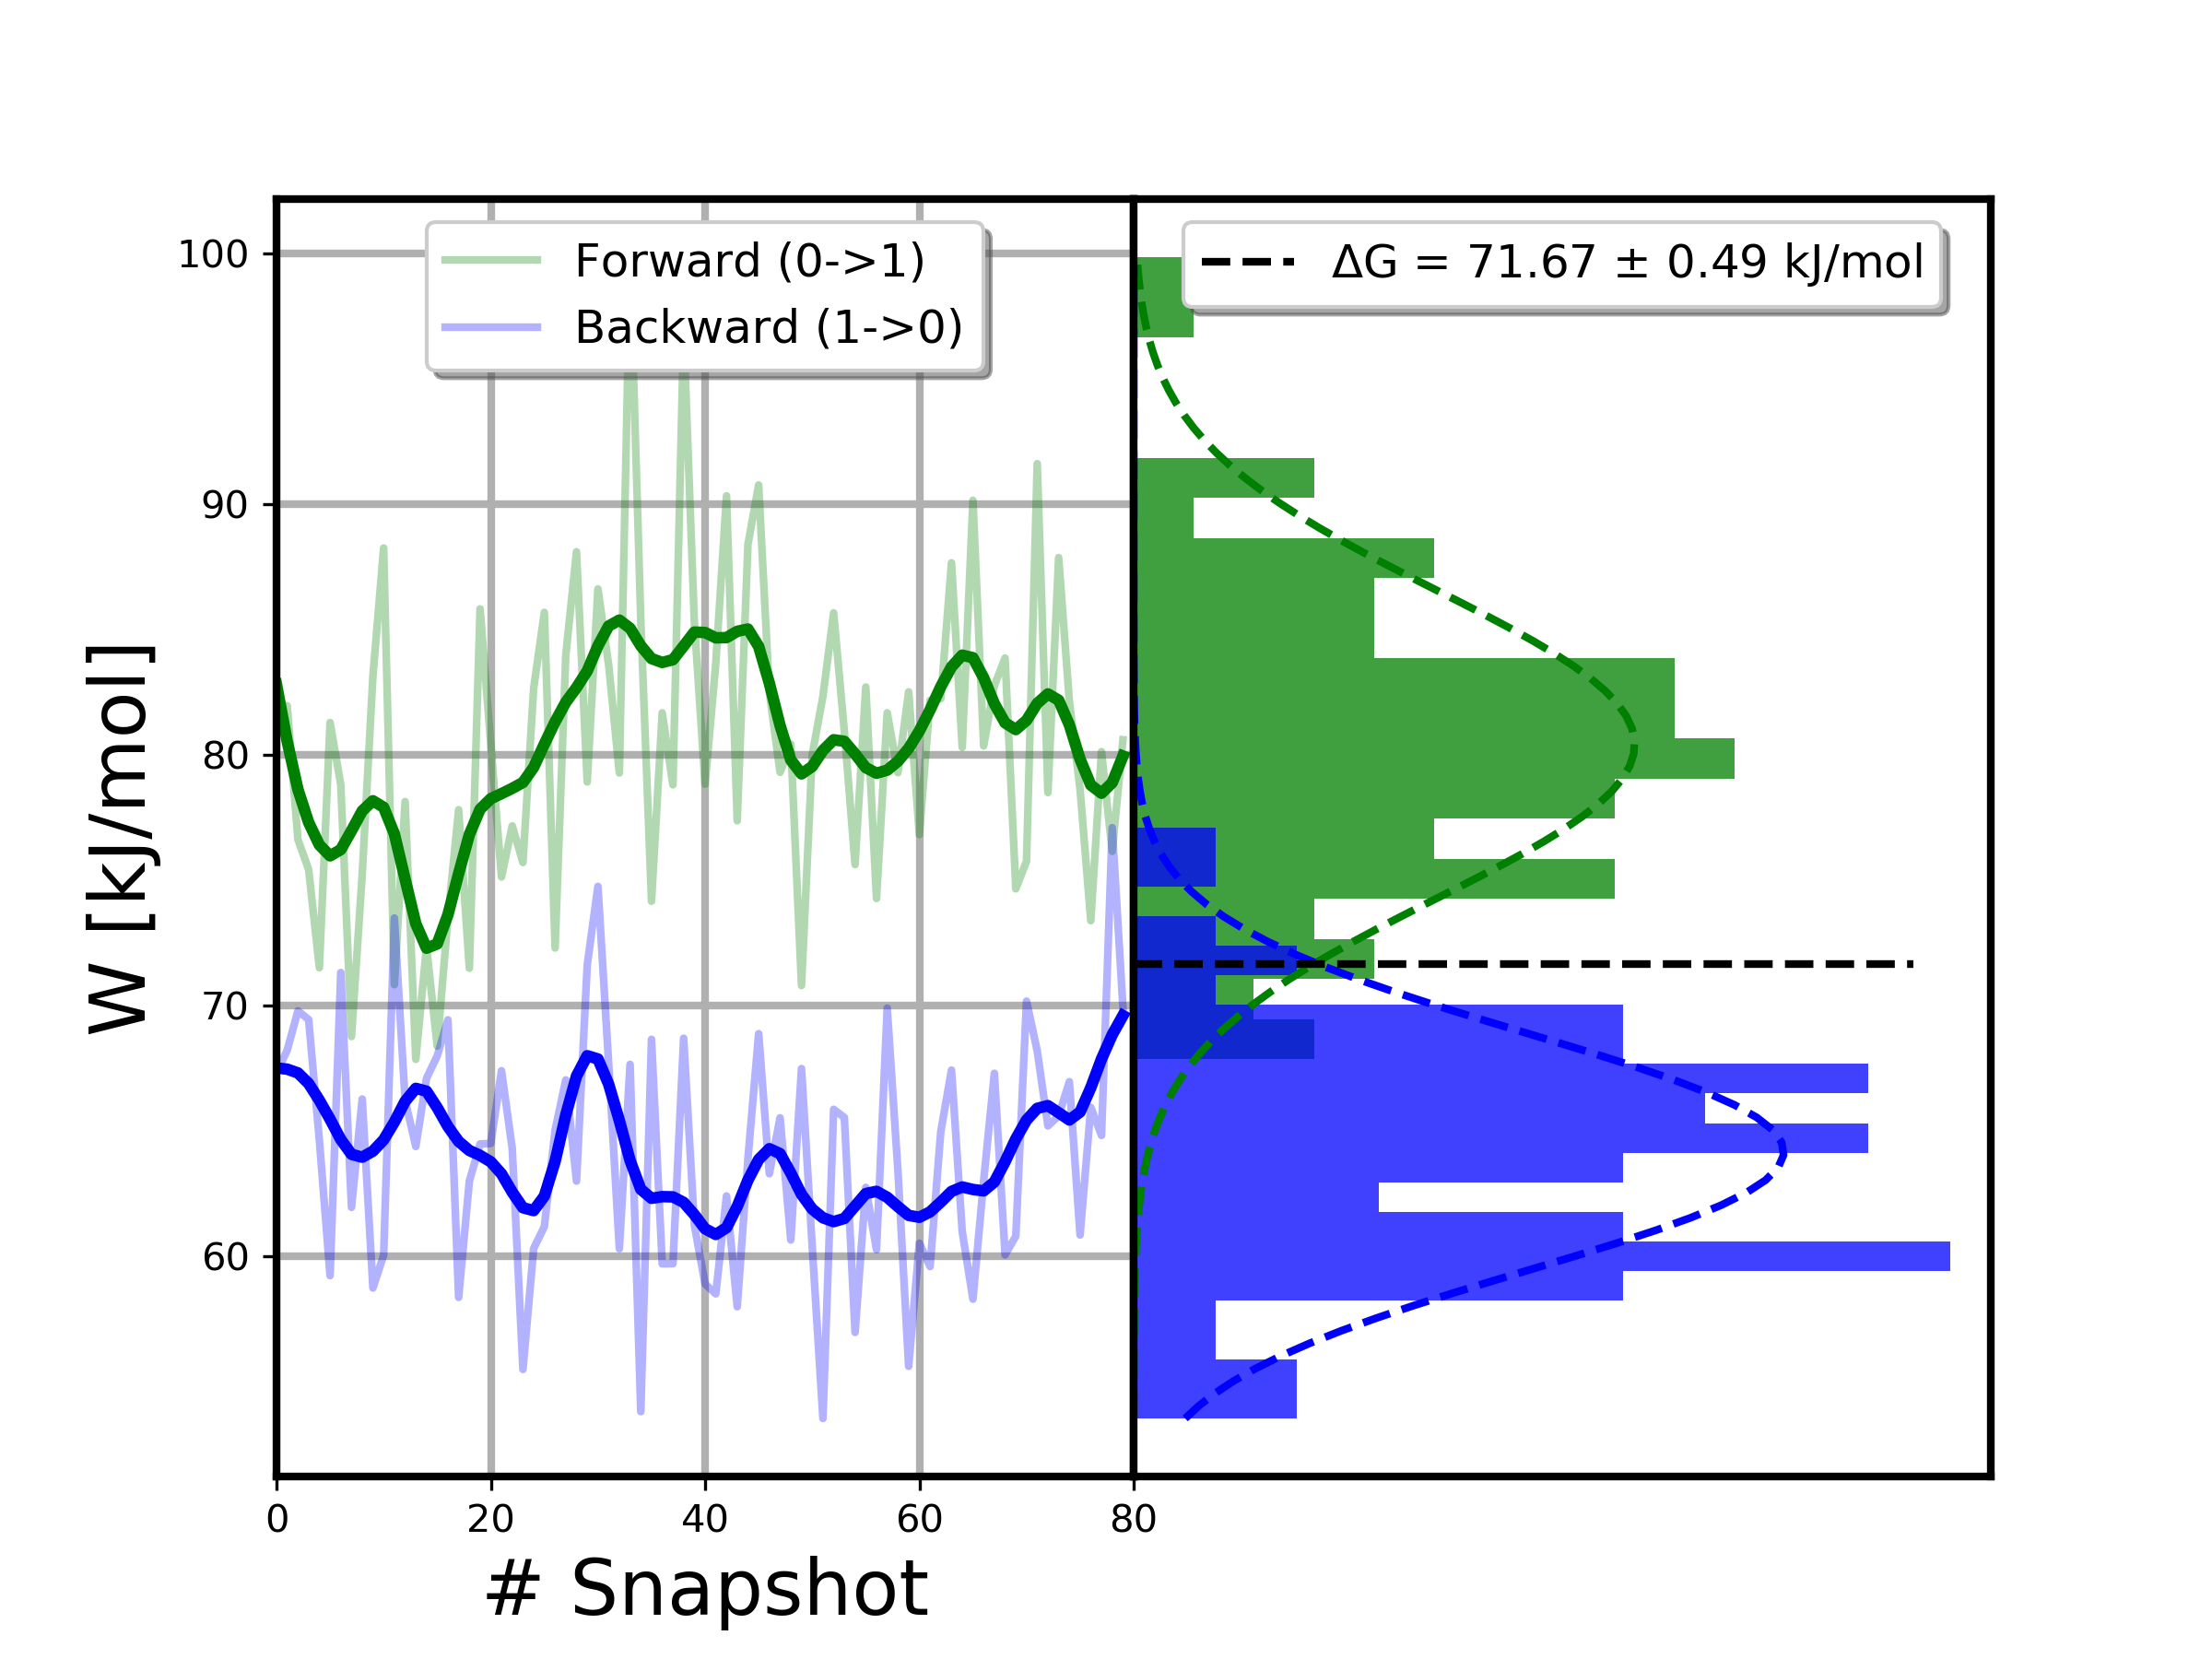 Forward (0->1)
Backward (1->0)
ΔG = 71.67 ± 0.49 kJ/mol
100
90
80
70
60
W [kJ/mol]
0
20
40
60
80
# Snapshot